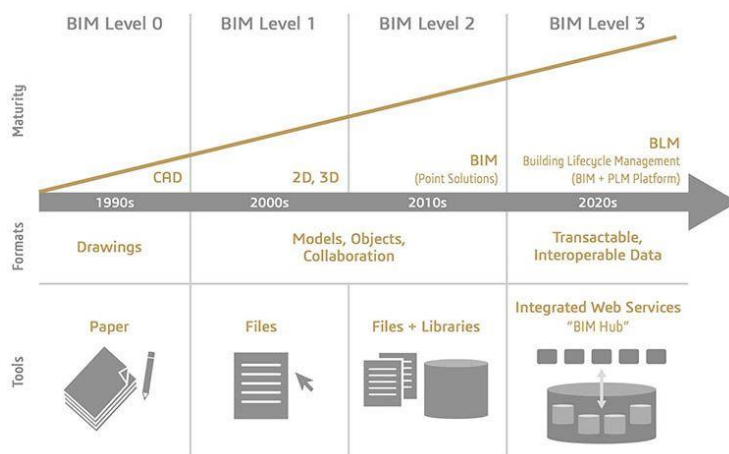 BIM Level 0
BIM Level 1
BIM Level 2
BIM Level 3
Maturity
CAD
2D, 3D
BIM
(Point Solutions)
BLM
Building Lifecycle Management
(BIM + PLM Platform)
1990s
2000s
2010s
2020s
Formats
Drawings
Models, Objects,
Collaboration
Transactable,
Interoperable Data
Tools
Paper
Files
Files + Libraries
Integrated Web Services
"BIM Hub"